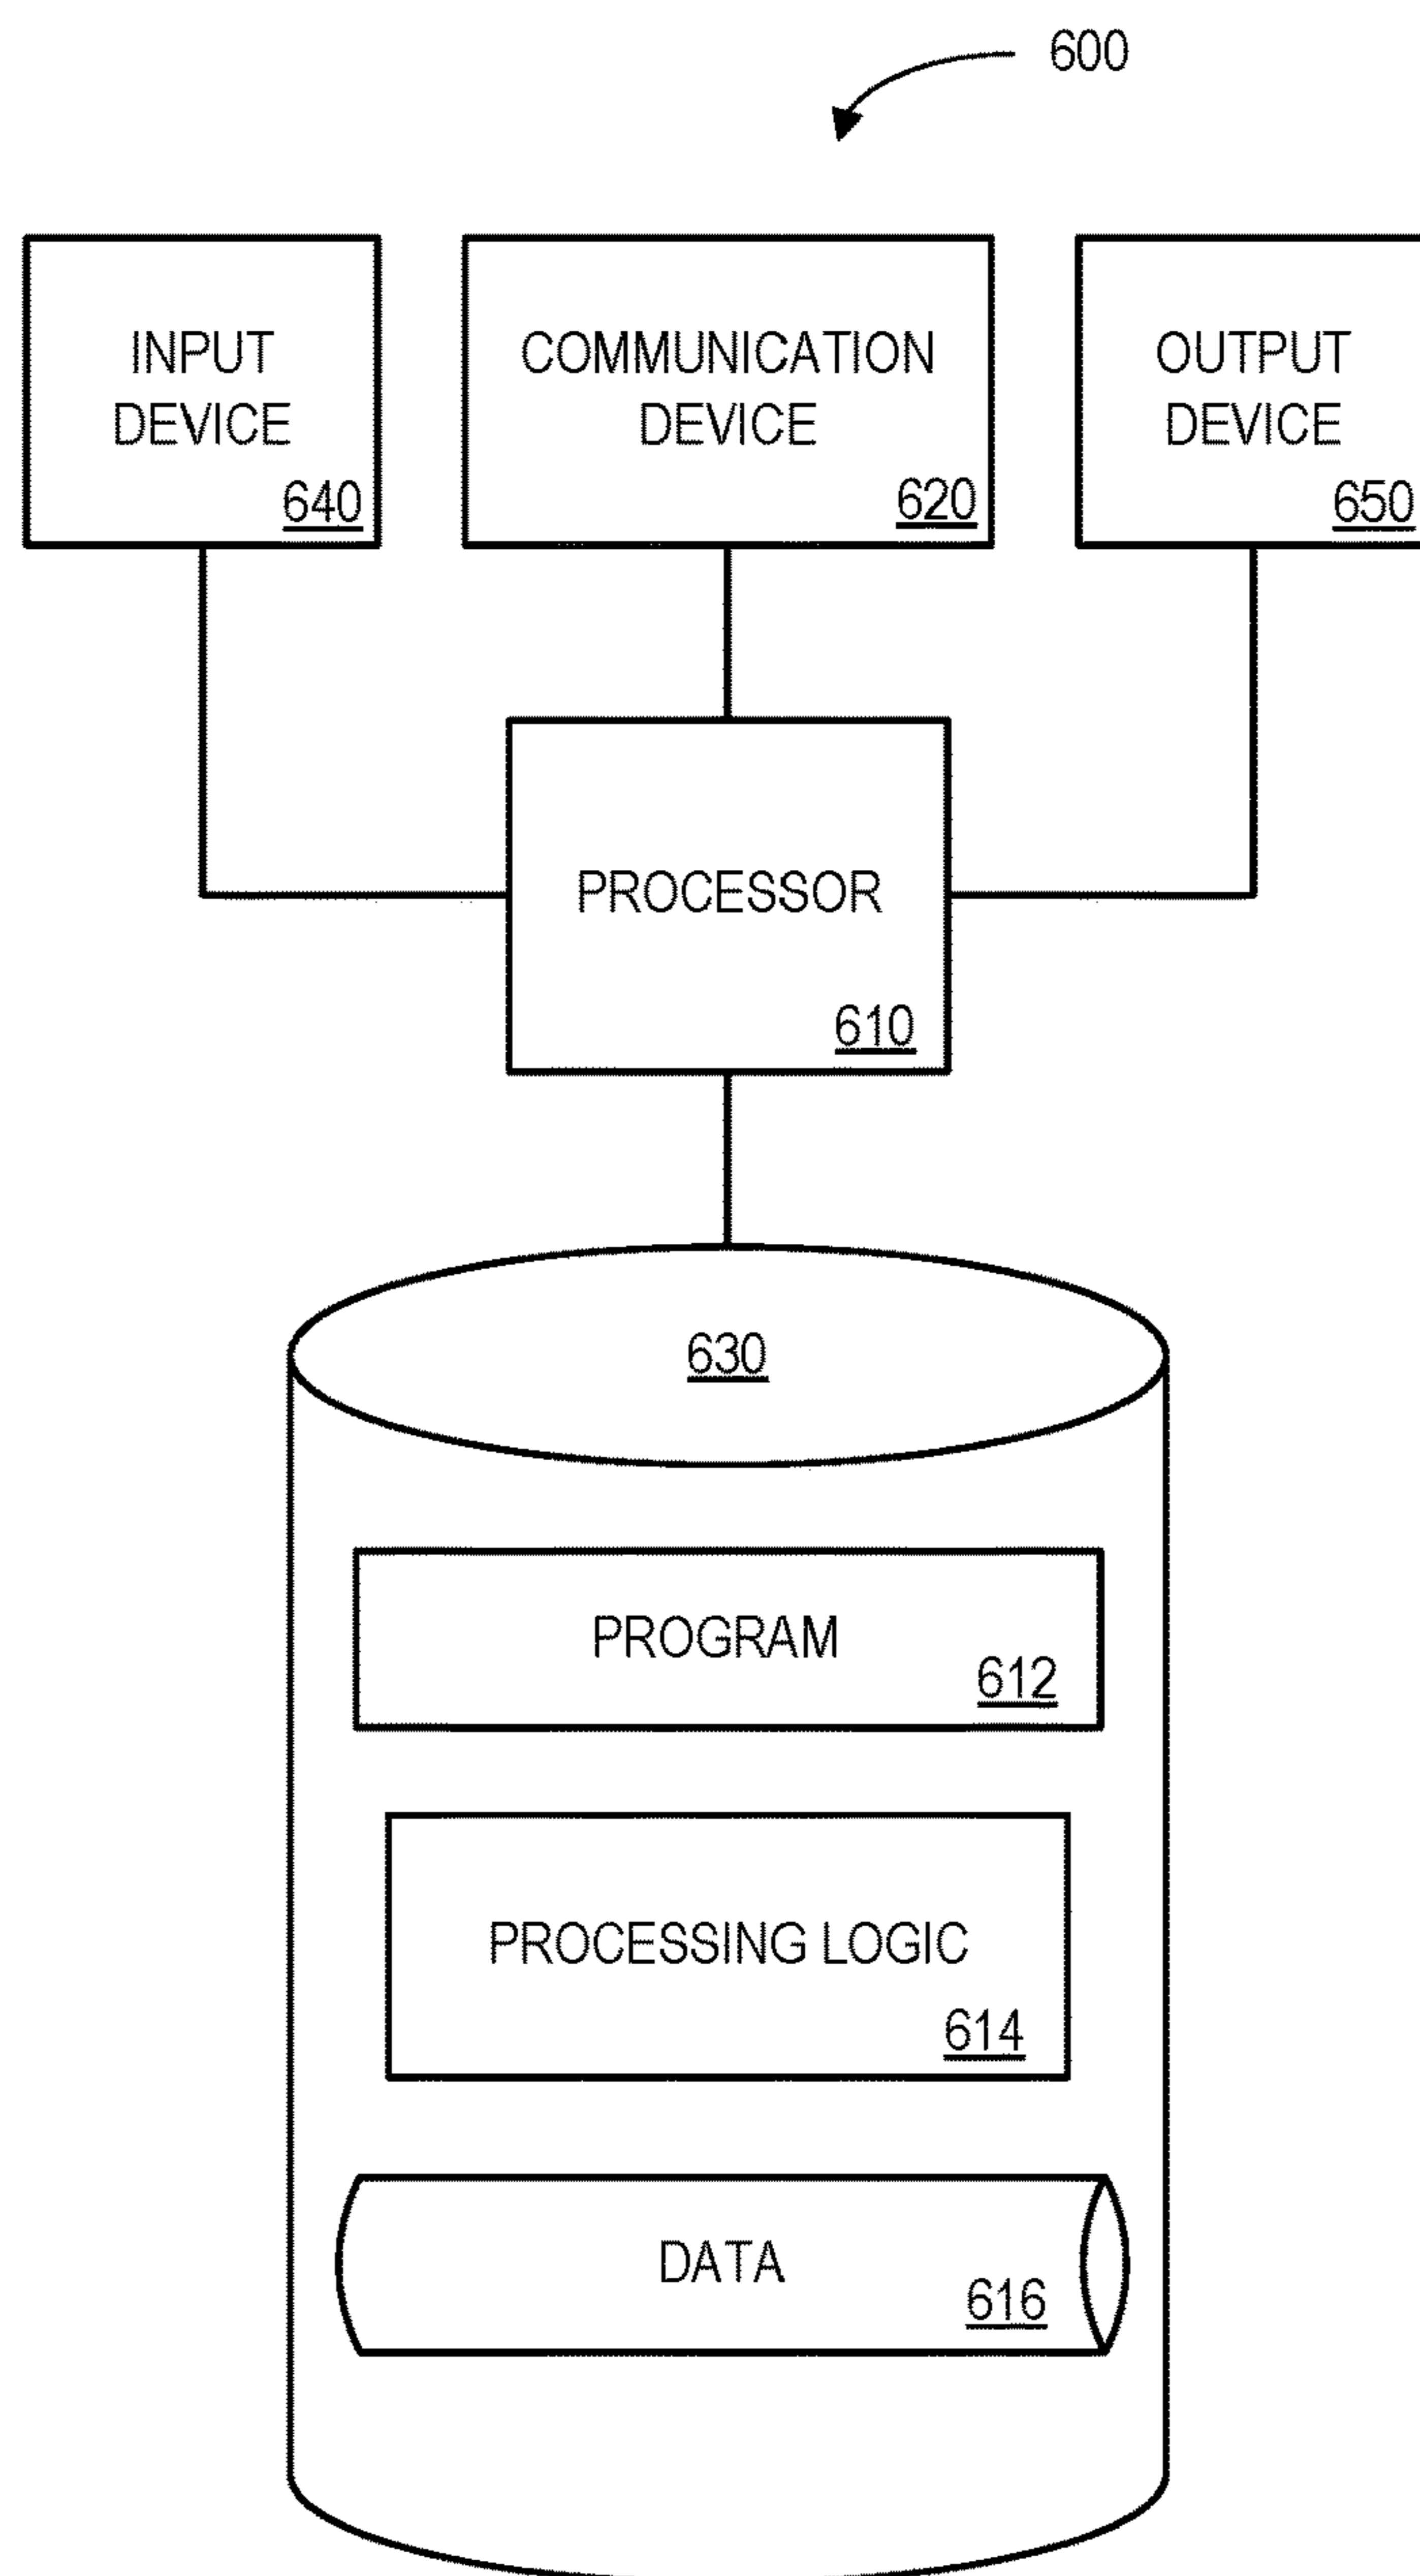 600
INPUT
DEVICE
640
COMMUNICATION
DEVICE
620
OUTPUT
DEVICE
650
PROCESSOR
610
630
PROGRAM
612
PROCESSING LOGIC
614
DATA
616